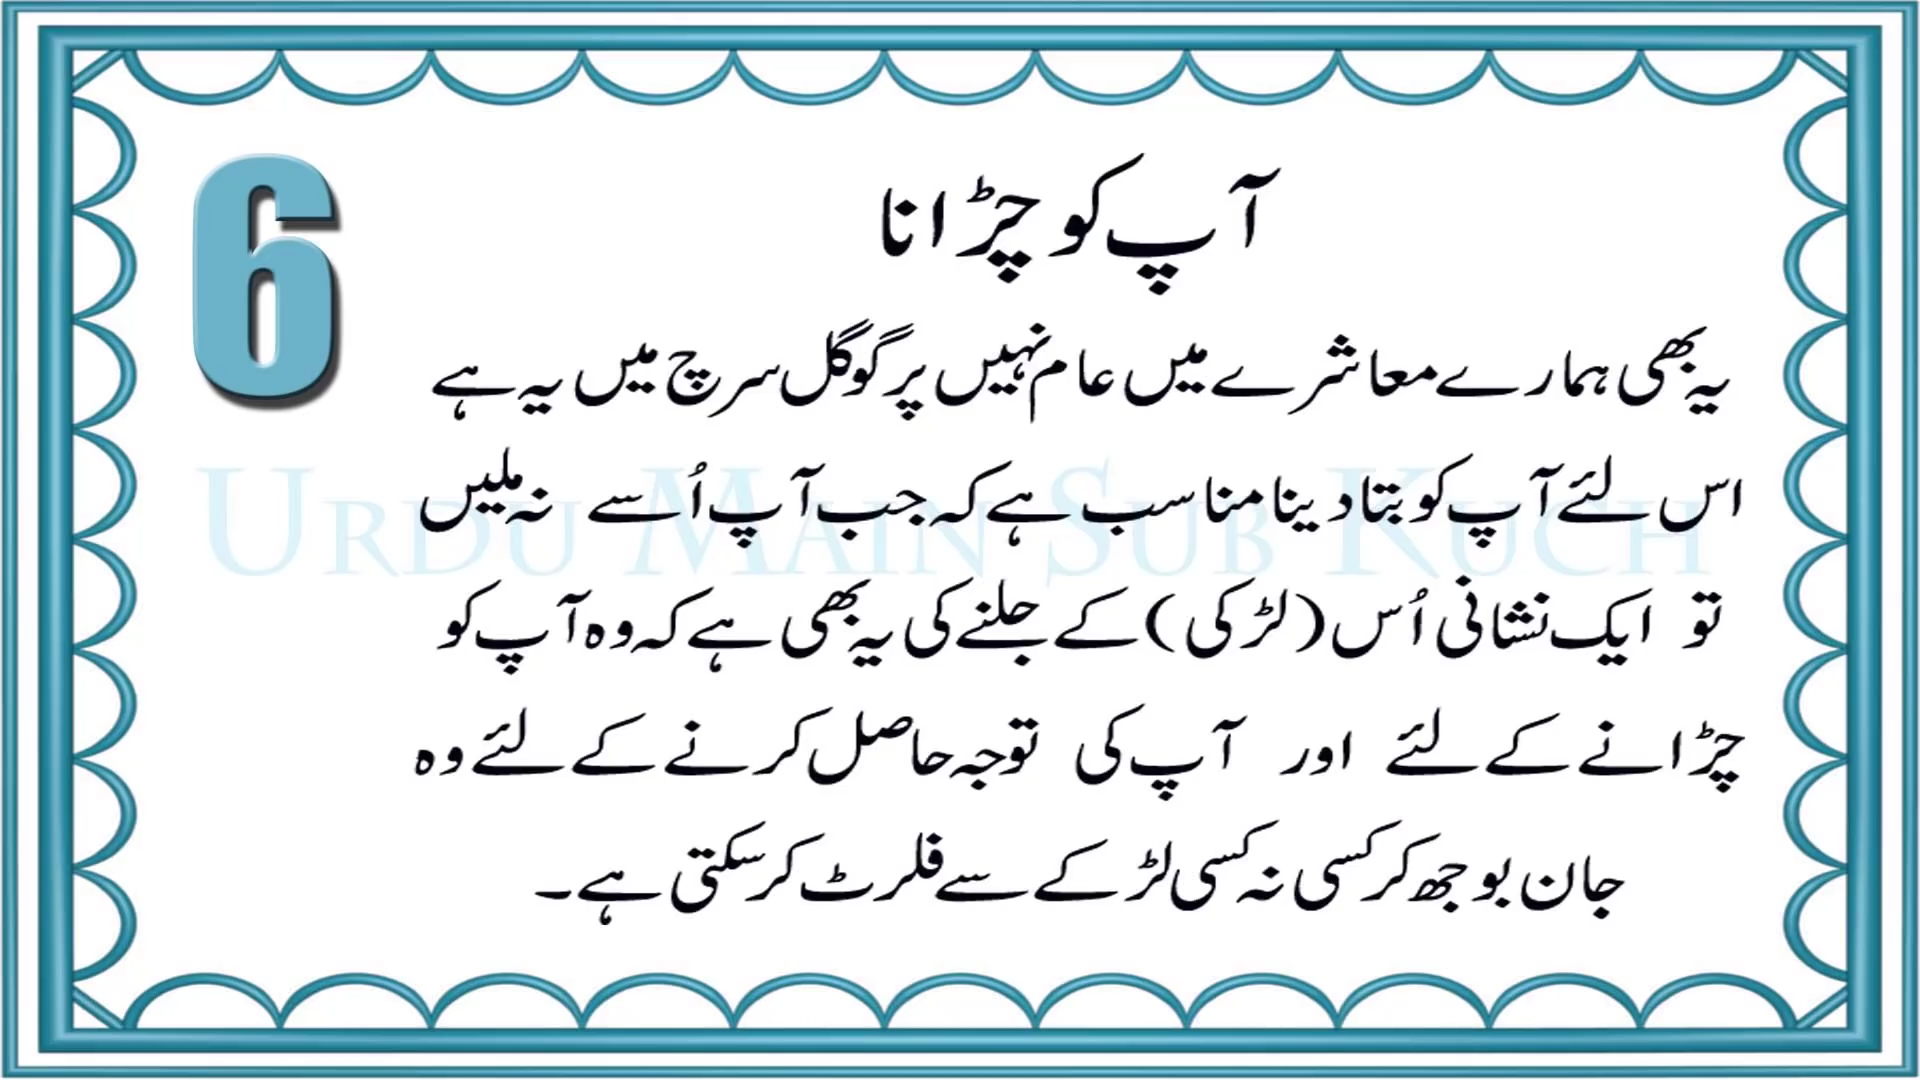 6
آپ کو چڑانا
یہ بھی ہمارے معاشرے میں عام نہیں پر گوگل سرچ میں یہ ہے
اس لئے آپ کو بتا دینا مناسب ہے کہ جب آپ اُسے نہ ملیں
تو ایک نشانی اُس (لڑکی) کے جلنے کی یہ بھی ہے کہ وہ آپ کو
چڑانے کے لئے اور آپ کی توجہ حاصل کرنے کے لئے وہ
جان بوجھ کر کسی نہ کسی لڑکے سے فلرٹ کر سکتی ہے۔
URDU MAIN SUB KUCH